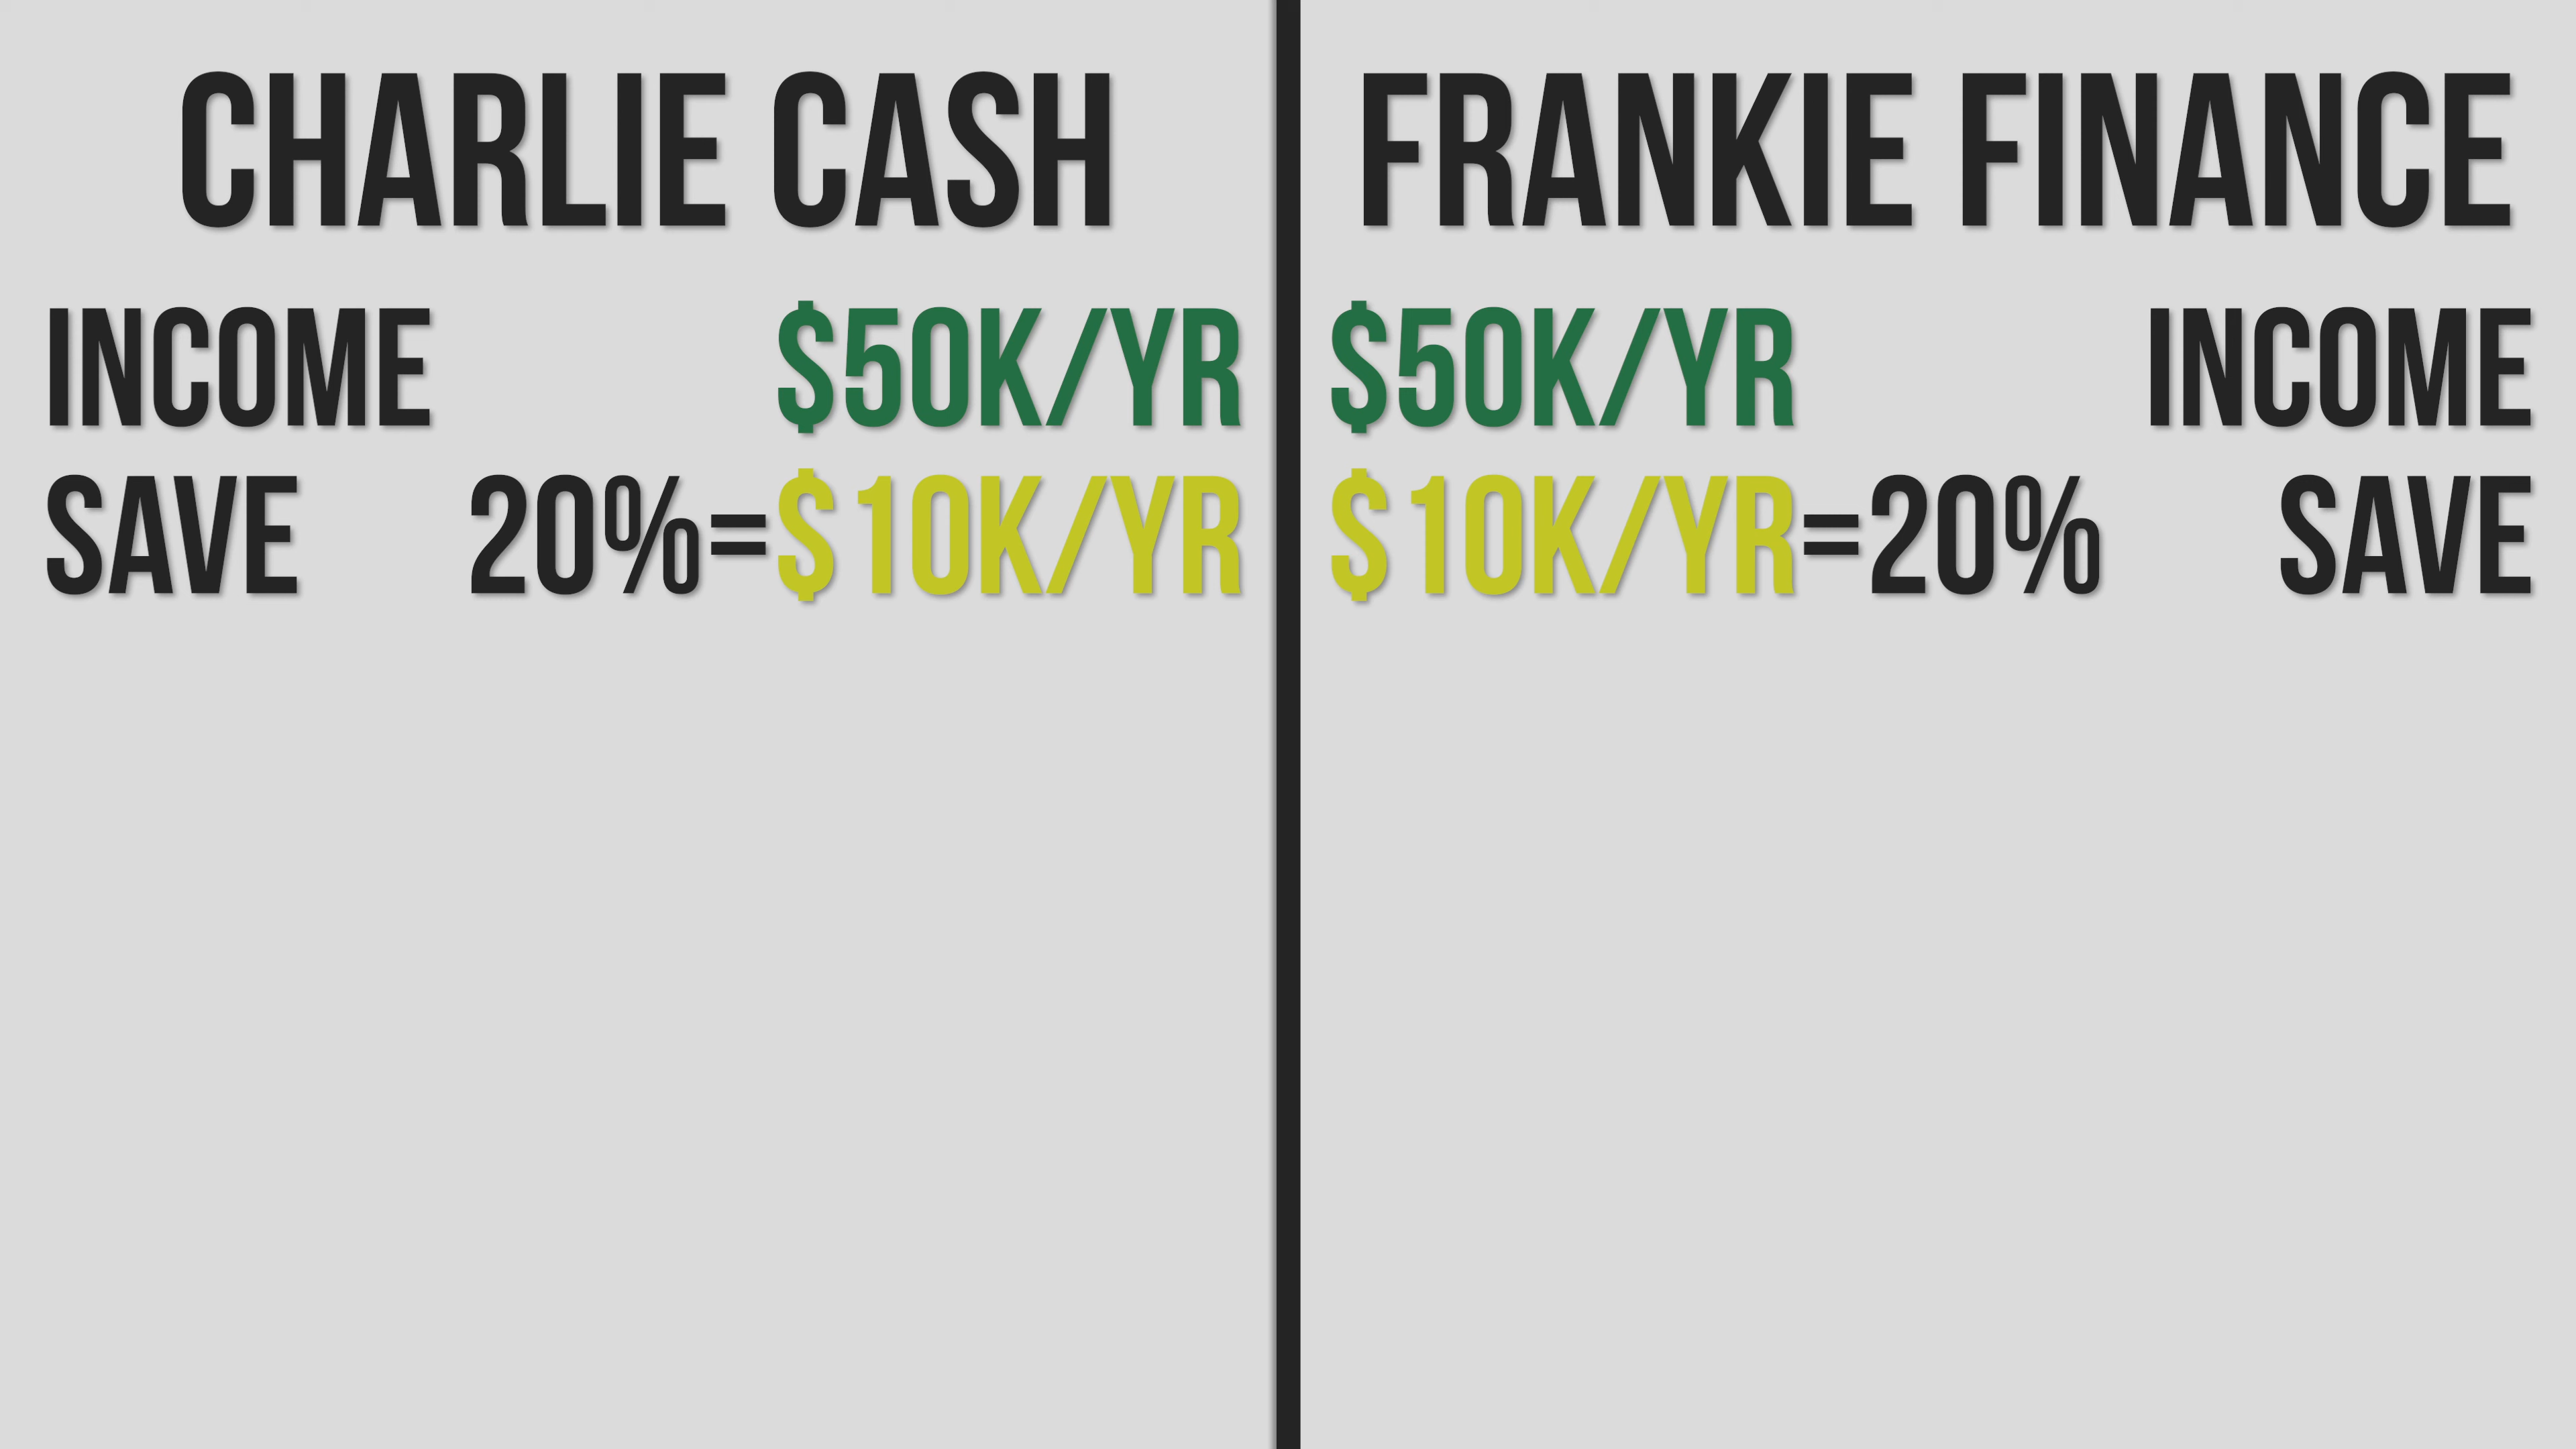 CHARLIE CASH
INCOME $50K/YR
SAVE 20%=$10K/YR
FRANKIE FINANCE
$50K/YR INCOME
$10K/YR=20% SAVE